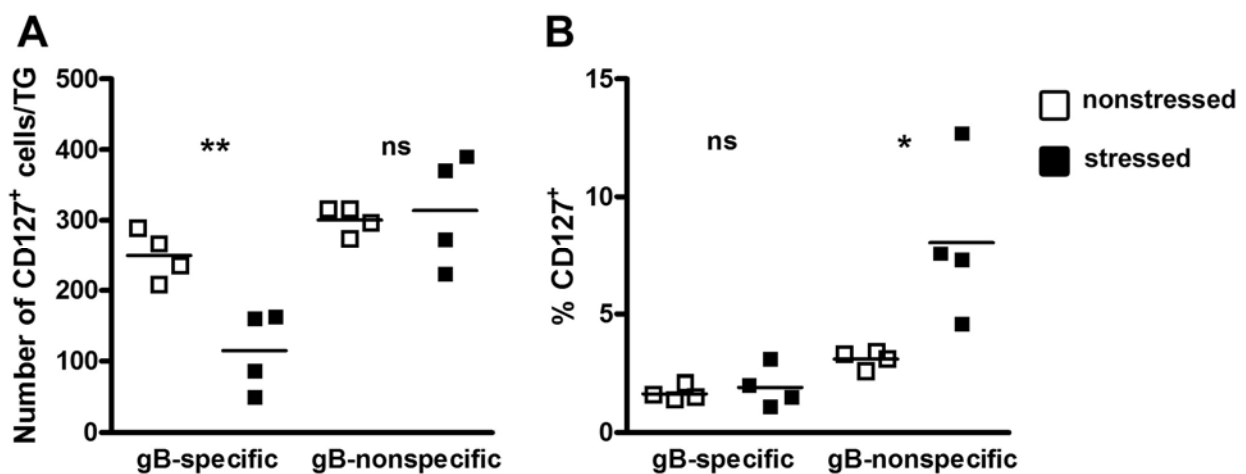 A
Number of CD127+ cells/TG
500
400
300
200
100
0
**
ns
gB-specific
gB-nonspecific
B
% CD127+
15
10
5
0
ns
*
gB-specific
gB-nonspecific
nonstressed
stressed